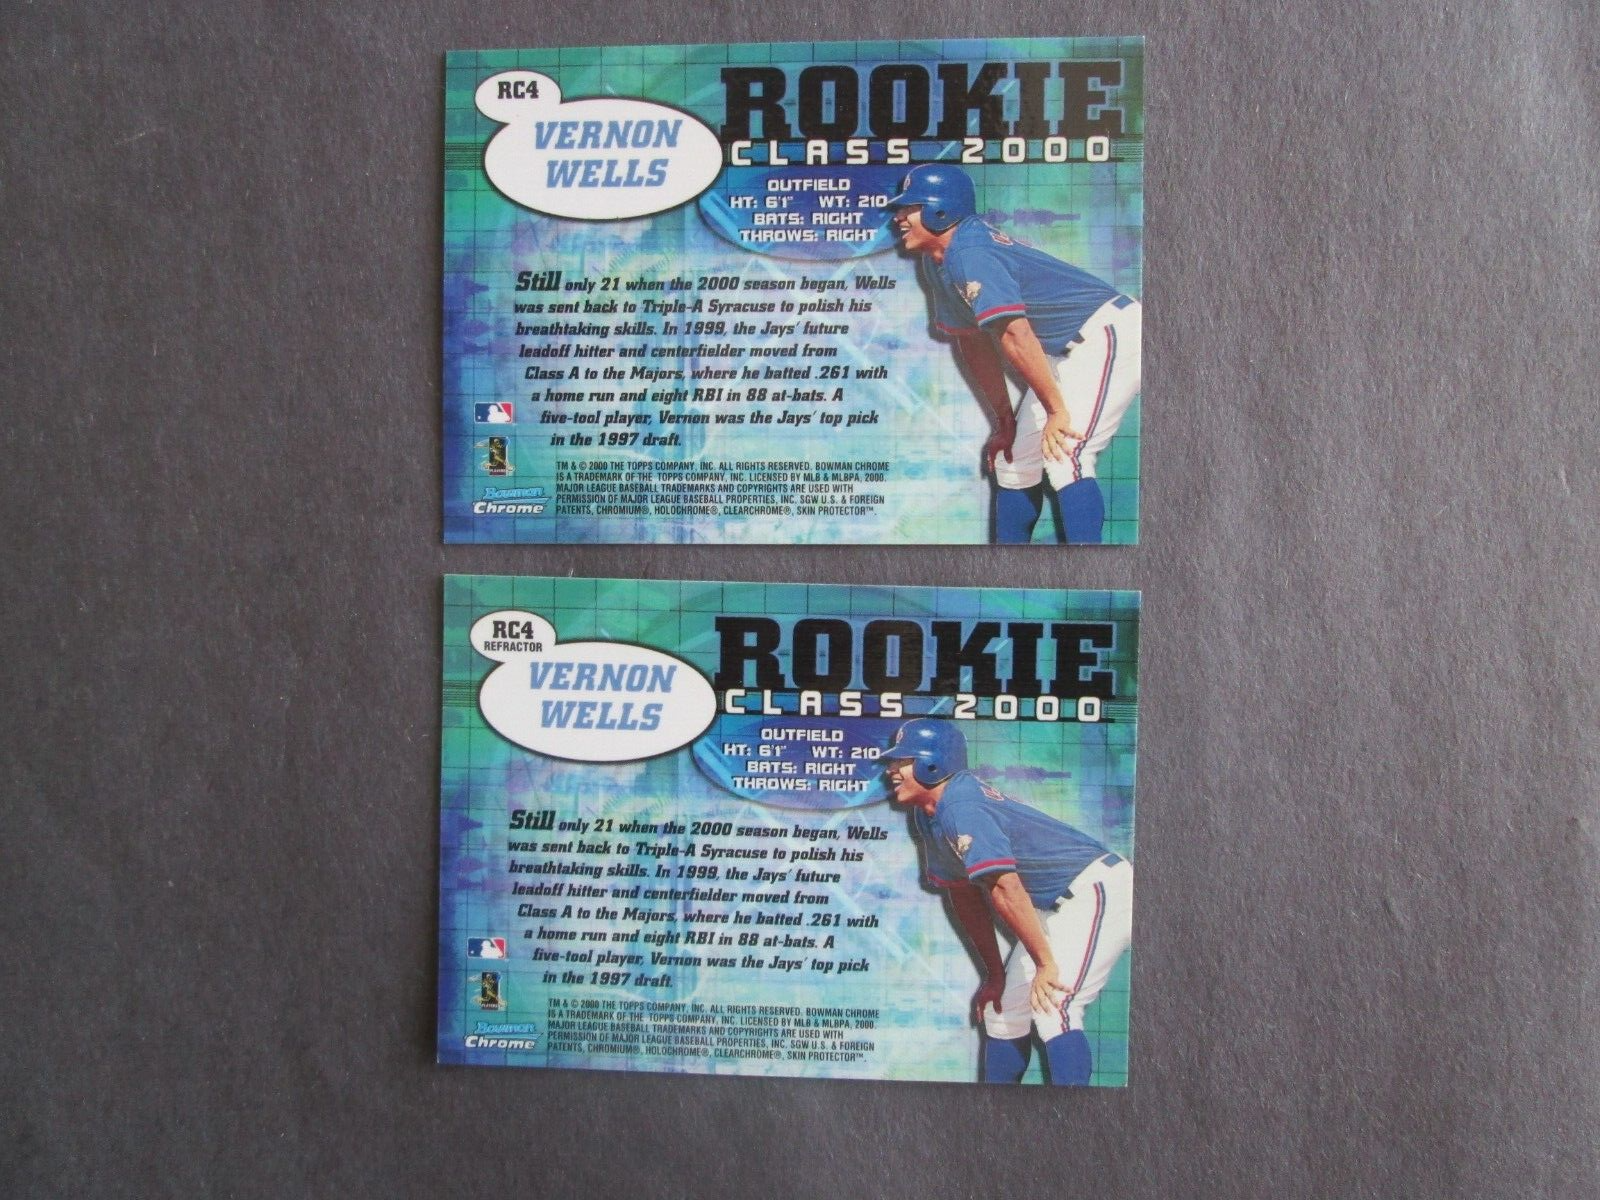 RC4
VERNON
WELLS
ROOKIE
CLASS 2000
OUTFIELD
HT: 6'1" WT: 210
BATS: RIGHT
THROWS: RIGHT
Still only 21 when the 2000 season began, Wells
was sent back to Triple-A Syracuse to polish his
breathtaking skills. In 1999, the Jays' future
leadoff hitter and centerfielder moved from
Class A to the Majors, where he batted .261 with
a home run and eight RBI in 88 at-bats. A
five-tool player, Vernon was the Jays' top pick
in the 1997 draft.
TM & © 2000 THE TOPPS COMPANY, INC. ALL RIGHTS RESERVED. BOWMAN CHROME
IS A TRADEMARK OF THE TOPPS COMPANY, INC. LICENSED BY MLB & MLBPA, 2000.
MAJOR LEAGUE BASEBALL TRADEMARKS AND COPYRIGHTS ARE USED WITH
PERMISSION OF MAJOR LEAGUE BASEBALL PROPERTIES, INC. SGW U.S. & FOREIGN
PATENTS, CHROMIUM®, HOLOCHROME®, CLEARCHROME®, SKIN PROTECTOR™.
PLAYERS
Bowman
Chrome
RC4
REFRACTOR
VERNON
WELLS
ROOKIE
CLASS 2000
OUTFIELD
HT: 6'1" WT: 210
BATS: RIGHT
THROWS: RIGHT
Still only 21 when the 2000 season began, Wells
was sent back to Triple-A Syracuse to polish his
breathtaking skills. In 1999, the Jays' future
leadoff hitter and centerfielder moved from
Class A to the Majors, where he batted .261 with
a home run and eight RBI in 88 at-bats. A
five-tool player, Vernon was the Jays' top pick
in the 1997 draft.
TM & © 2000 THE TOPPS COMPANY, INC. ALL RIGHTS RESERVED. BOWMAN CHROME
IS A TRADEMARK OF THE TOPPS COMPANY, INC. LICENSED BY MLB & MLBPA, 2000.
MAJOR LEAGUE BASEBALL TRADEMARKS AND COPYRIGHTS ARE USED WITH
PERMISSION OF MAJOR LEAGUE BASEBALL PROPERTIES, INC. SGW U.S. & FOREIGN
PATENTS, CHROMIUM®, HOLOCHROME®, CLEARCHROME®, SKIN PROTECTOR™.
PLAYERS
Bowman
Chrome